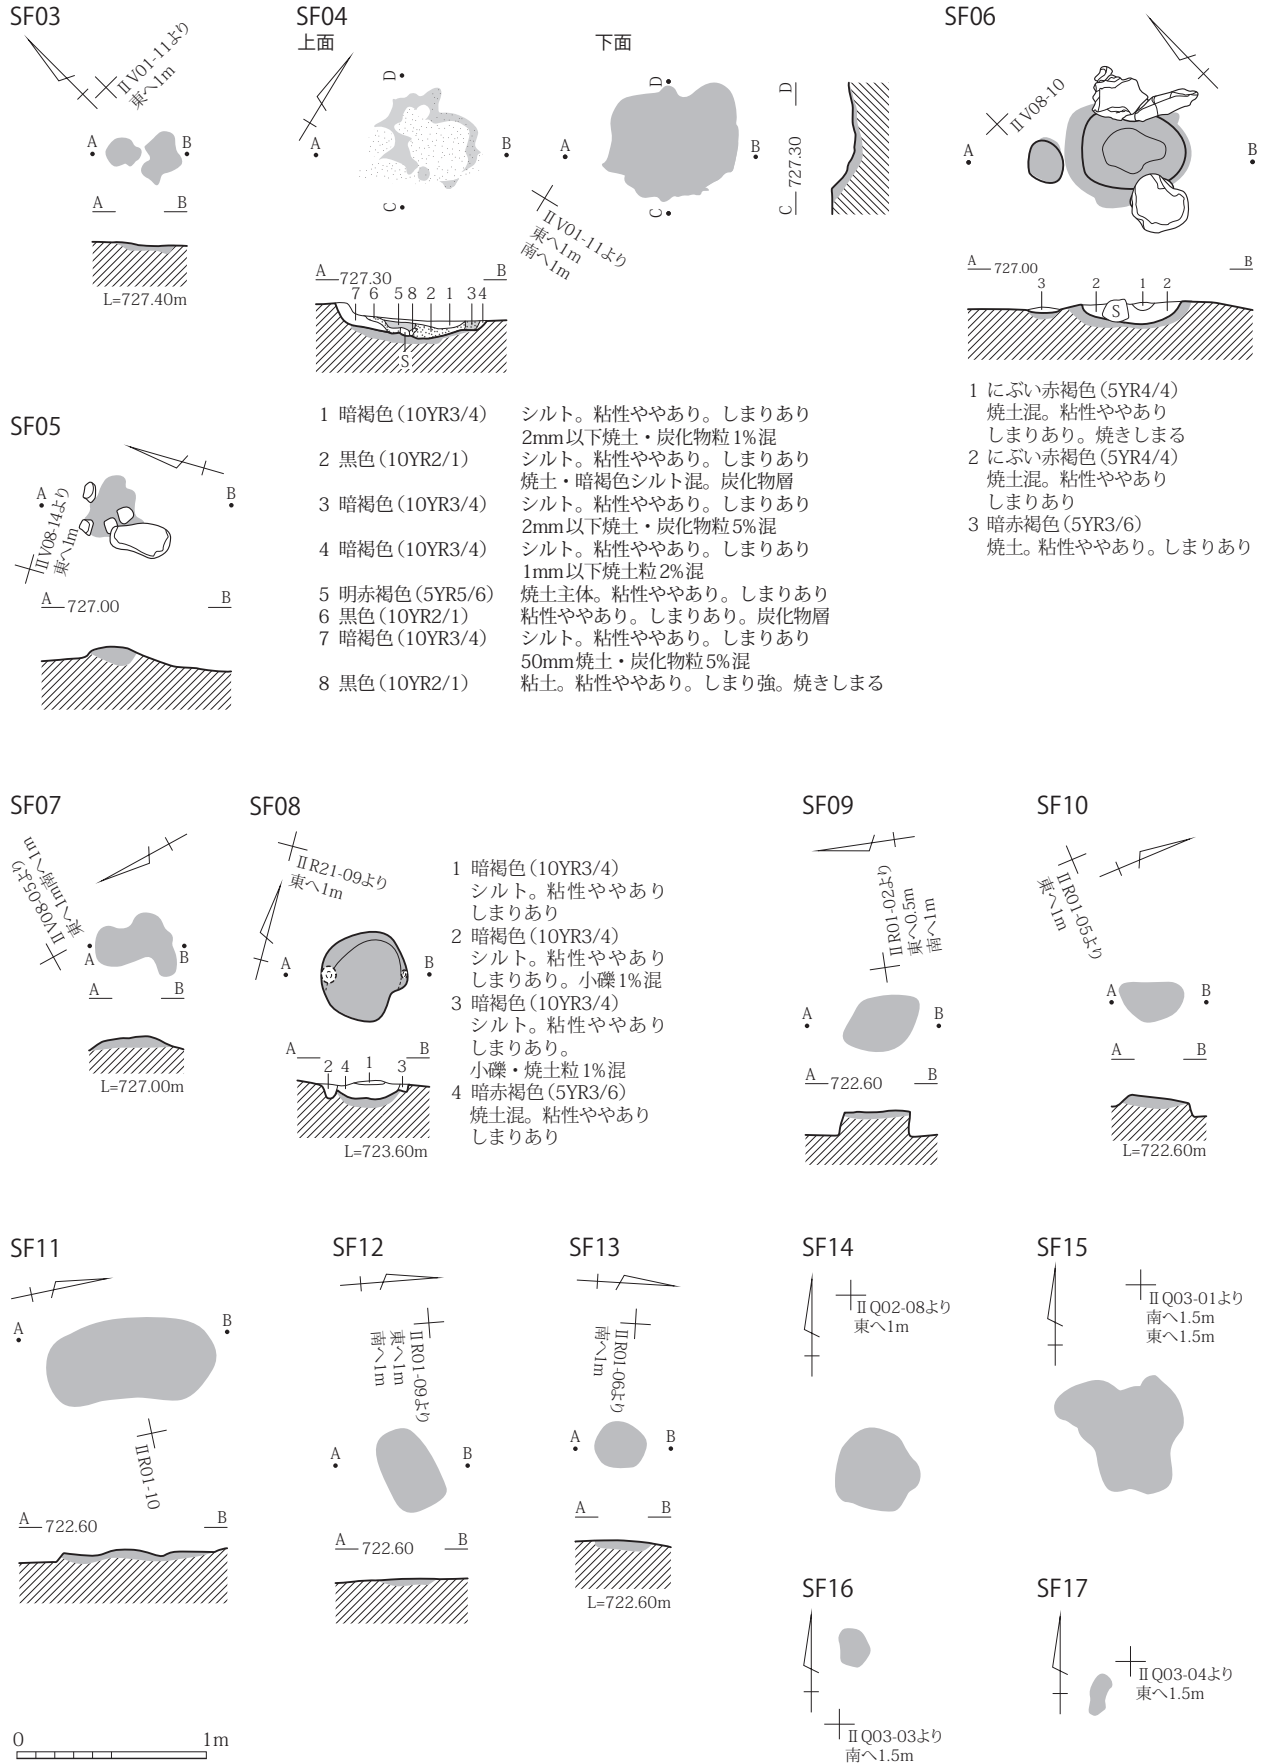 SF03
ⅡV01-11より
東へ1m
A
B
A
B
L=727.40m
SF04
上面
下面
D
A
B
C
D
A
B
C
ⅡV01-11より
東へ1m
南へ1m
D
C
727.30
A
727.30
B
7 6 5 8 2 1 3 4
S
1 暗褐色(10YR3/4) シルト。粘性ややあり。しまりあり
2mm以下焼土・炭化物粒1%混
2 黒色(10YR2/1) シルト。粘性ややあり。しまりあり
焼土・暗褐色シルト混。炭化物層
3 暗褐色(10YR3/4) シルト。粘性ややあり。しまりあり
2mm以下焼土・炭化物粒5%混
4 暗褐色(10YR3/4) シルト。粘性ややあり。しまりあり
1mm以下焼土粒2%混
5 明赤褐色(5YR5/6) 焼土主体。粘性ややあり。しまりあり
6 黒色(10YR2/1) 粘性ややあり。しまりあり。炭化物層
7 暗褐色(10YR3/4) シルト。粘性ややあり。しまりあり
50mm焼土・炭化物粒5%混
8 黒色(10YR2/1) 粘土。粘性ややあり。しまり強。焼きしまる
SF06
ⅡV08-10
A
B
A
727.00
B
3 2 1 2
S
1 にぶい赤褐色(5YR4/4)
焼土混。粘性ややあり
しまりあり。焼きしまる
2 にぶい赤褐色(5YR4/4)
焼土混。粘性ややあり
しまりあり
3 暗赤褐色(5YR3/6)
焼土。粘性ややあり。しまりあり
SF05
A
B
ⅡV08-14より
東へ1m
A
727.00
B
SF07
ⅡV08-05より
東へ1m南へ1m
A
B
A
B
L=727.00m
SF08
ⅡR21-09より
東へ1m
A
B
A
B
2 4 1 3
L=723.60m
1 暗褐色(10YR3/4)
シルト。粘性ややあり
しまりあり
2 暗褐色(10YR3/4)
シルト。粘性ややあり
しまりあり。小礫1%混
3 暗褐色(10YR3/4)
シルト。粘性ややあり
しまりあり。
小礫・焼土粒1%混
4 暗赤褐色(5YR3/6)
焼土混。粘性ややあり
しまりあり
SF09
ⅡR01-02より
東へ0.5m
南へ1m
A
B
A
722.60
B
SF10
ⅡR01-05より
東へ1m
A
B
A
B
L=722.60m
SF11
A
B
ⅡR01-10
A
722.60
B
SF12
ⅡR01-09より
東へ1m
南へ1m
A
B
A
722.60
B
SF13
ⅡR01-06より
南へ1m
A
B
A
B
L=722.60m
SF14
ⅡQ02-08より
東へ1m
SF15
ⅡQ03-01より
南へ1.5m
東へ1.5m
SF16
ⅡQ03-03より
南へ1.5m
SF17
ⅡQ03-04より
東へ1.5m
0
1m